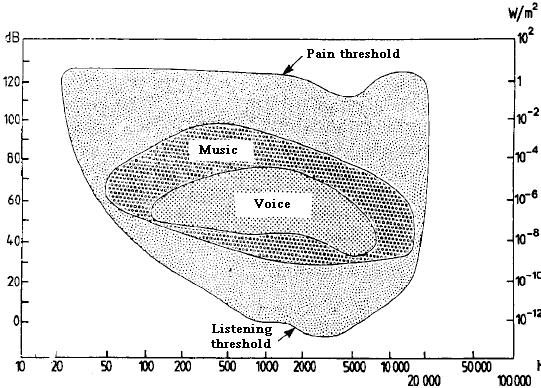 W/m²
dB
10²
Pain threshold
120
1
100
10⁻²
Music
80
10⁻⁴
60
Voice
10⁻⁶
40
10⁻⁸
20
10⁻¹⁰
0
10⁻¹²
Listening
threshold
10 20 50 100 200 500 1000 2000 5000 10 000 50000 H
20 000 100000